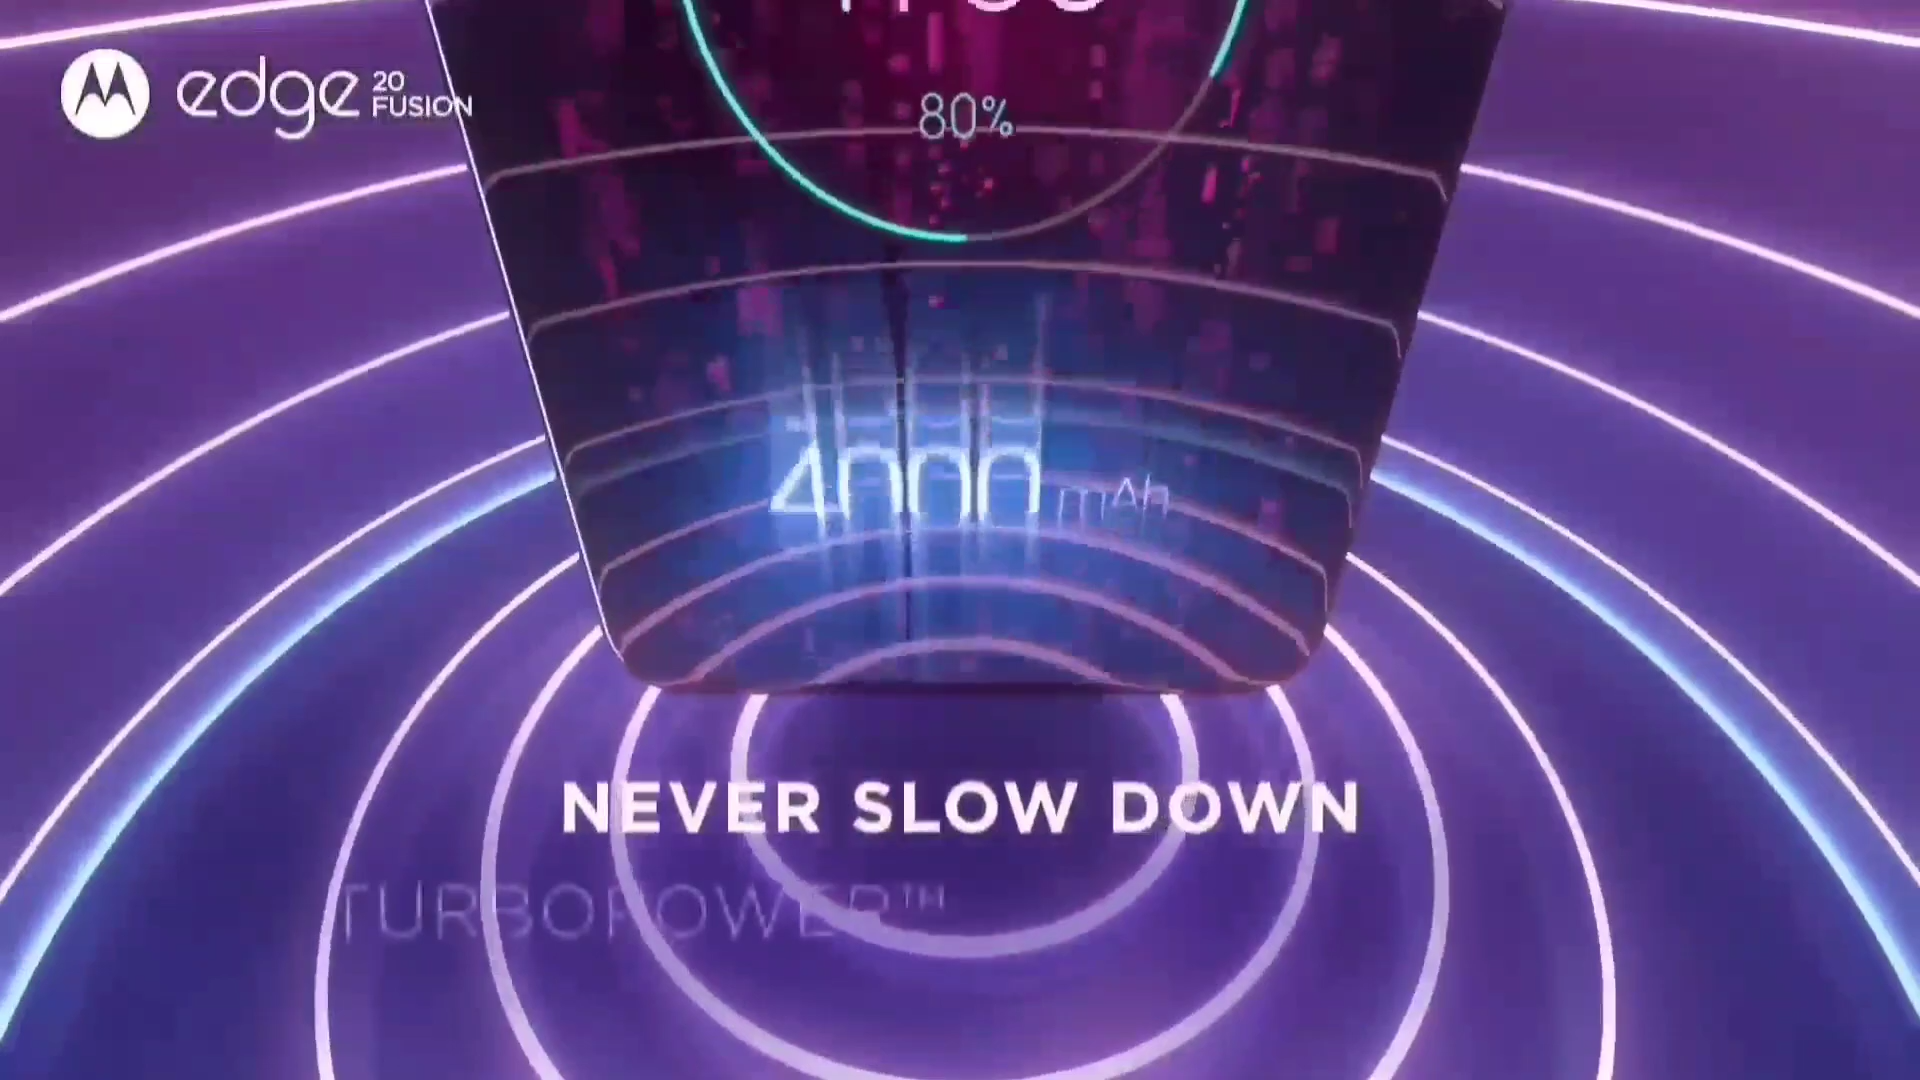 edge 20 FUSION
80%
4000 mAh
NEVER SLOW DOWN
TURBOPOWER™